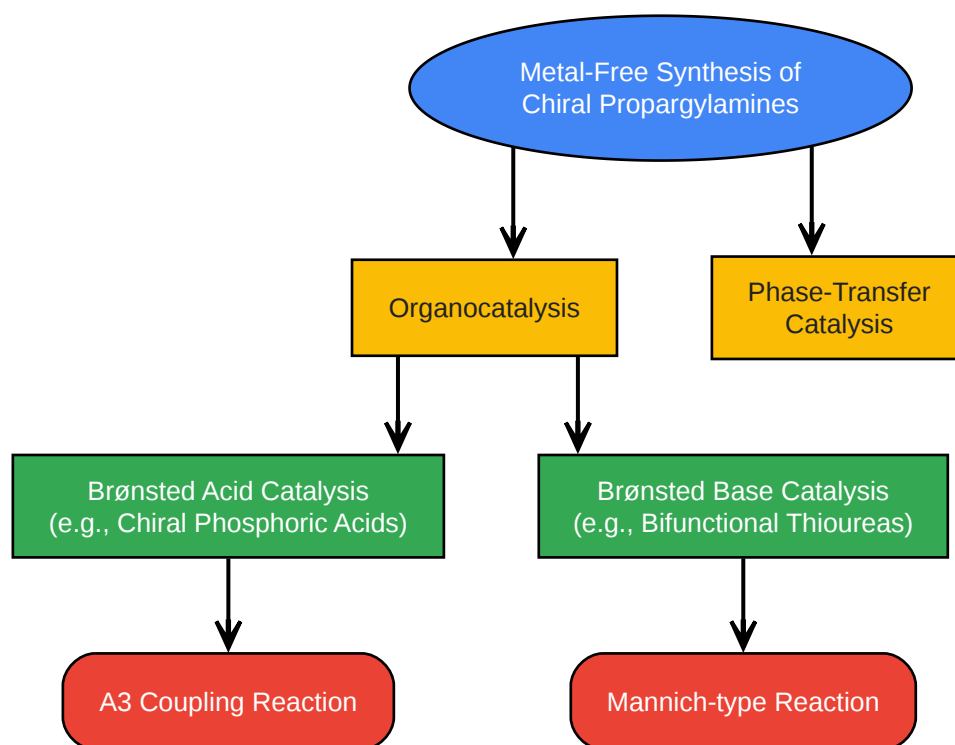 Metal-Free Synthesis of
Chiral Propargylamines
Organocatalysis
Phase-Transfer
Catalysis
Brønsted Acid Catalysis
(e.g., Chiral Phosphoric Acids)
Brønsted Base Catalysis
(e.g., Bifunctional Thioureas)
A3 Coupling Reaction
Mannich-type Reaction